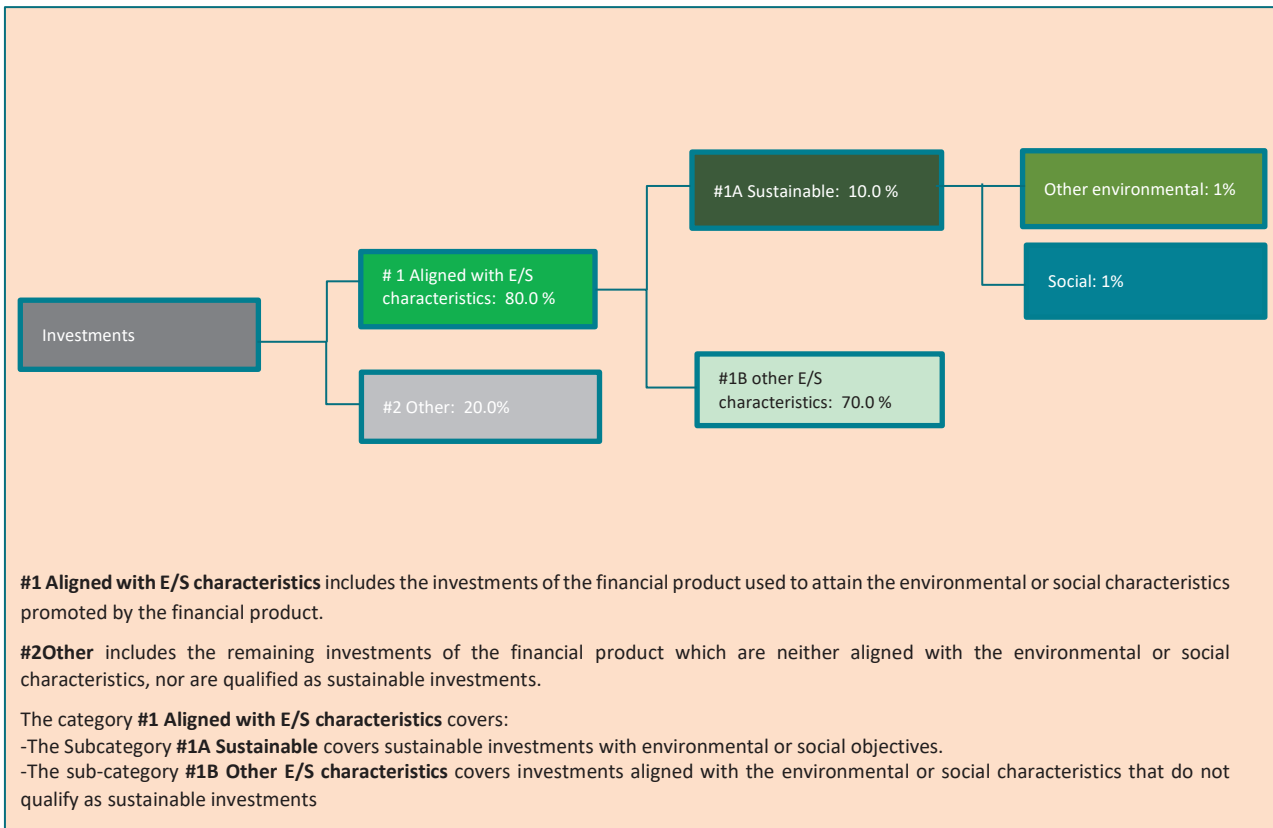 #1A Sustainable: 10.0 %
Other environmental: 1%
# 1 Aligned with E/S
characteristics: 80.0 %
Social: 1%
Investments
#1B other E/S
characteristics: 70.0 %
#2 Other: 20.0%
#1 Aligned with E/S characteristics includes the investments of the financial product used to attain the environmental or social characteristics
promoted by the financial product.
#2Other includes the remaining investments of the financial product which are neither aligned with the environmental or social
characteristics, nor are qualified as sustainable investments.
The category #1 Aligned with E/S characteristics covers:
-The Subcategory #1A Sustainable covers sustainable investments with environmental or social objectives.
-The sub-category #1B Other E/S characteristics covers investments aligned with the environmental or social characteristics that do not
qualify as sustainable investments